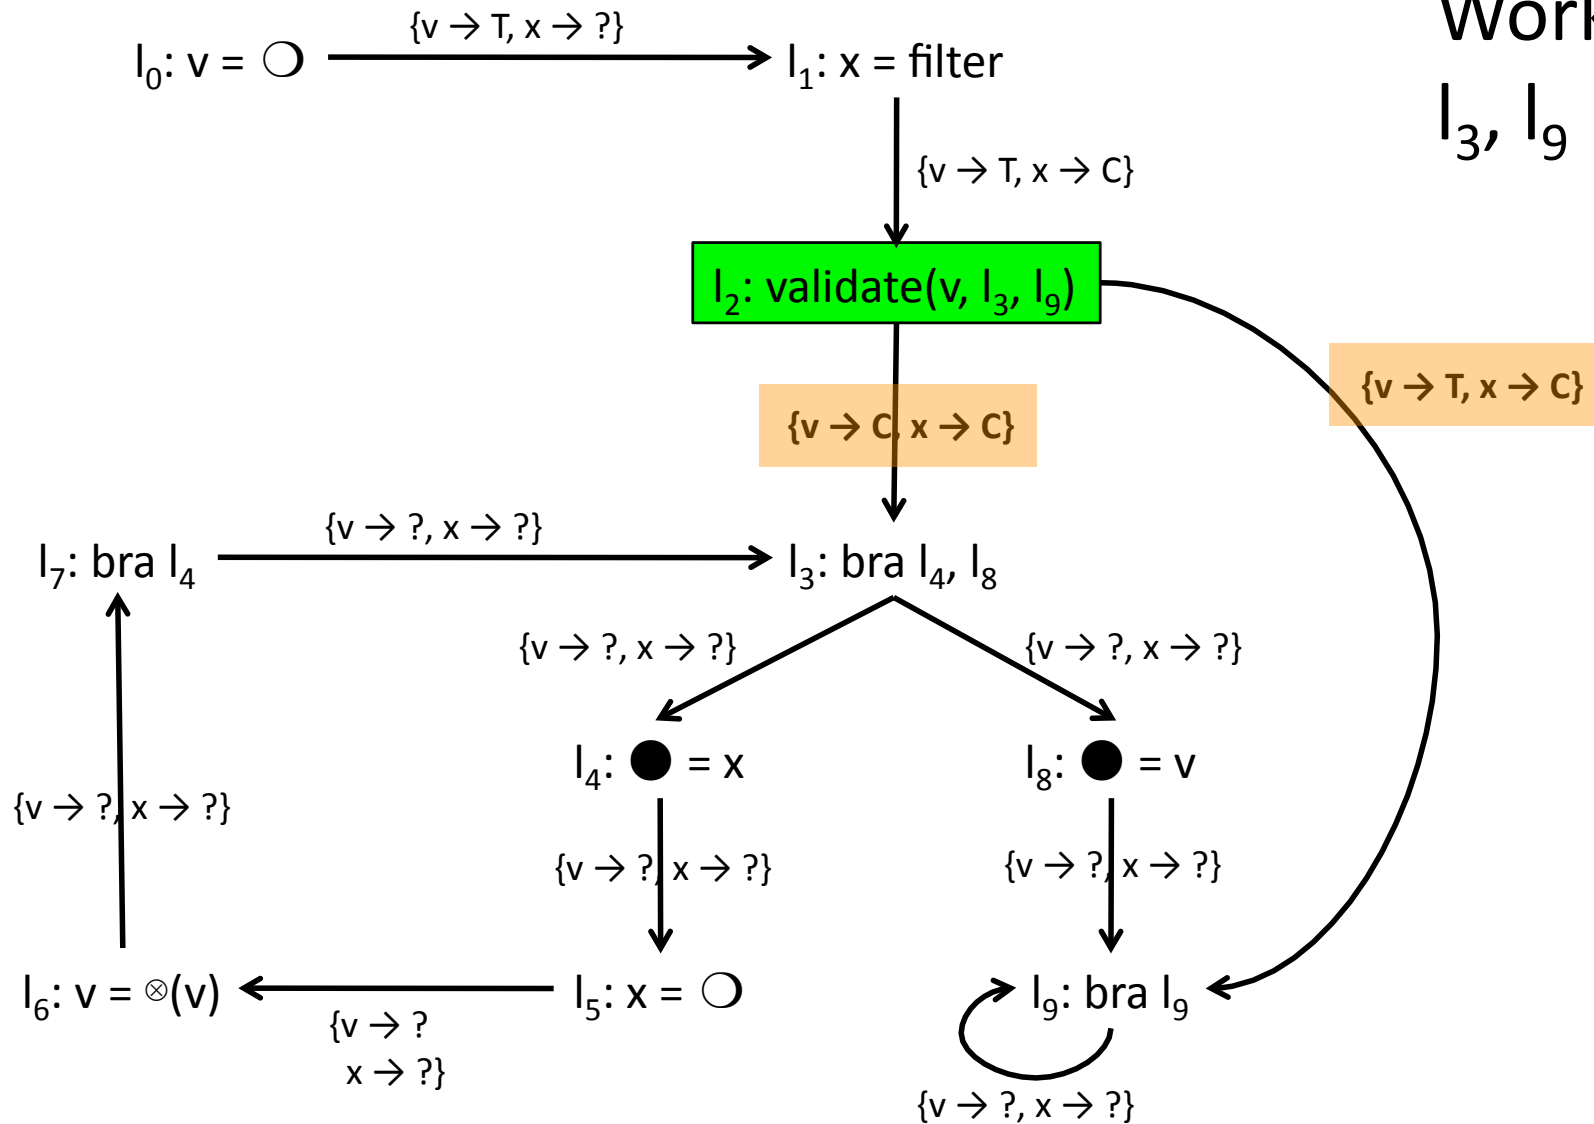 Work
l₃, l₉
{v → T, x → ?}
l₀: v = ❍
l₁: x = filter
{v → T, x → C}
l₂: validate(v, l₃, l₉)
{v → T, x → C}
{v → C, x → C}
{v → ?, x → ?}
l₇: bra l₄
l₃: bra l₄, l₈
{v → ?, x → ?}
{v → ?, x → ?}
l₄: ● = x
l₈: ● = v
{v → ?, x → ?}
{v → ?, x → ?}
{v → ?, x → ?}
l₆: v = ⊗(v)
l₅: x = ❍
l₉: bra l₉
{v → ?
x → ?}
{v → ?, x → ?}